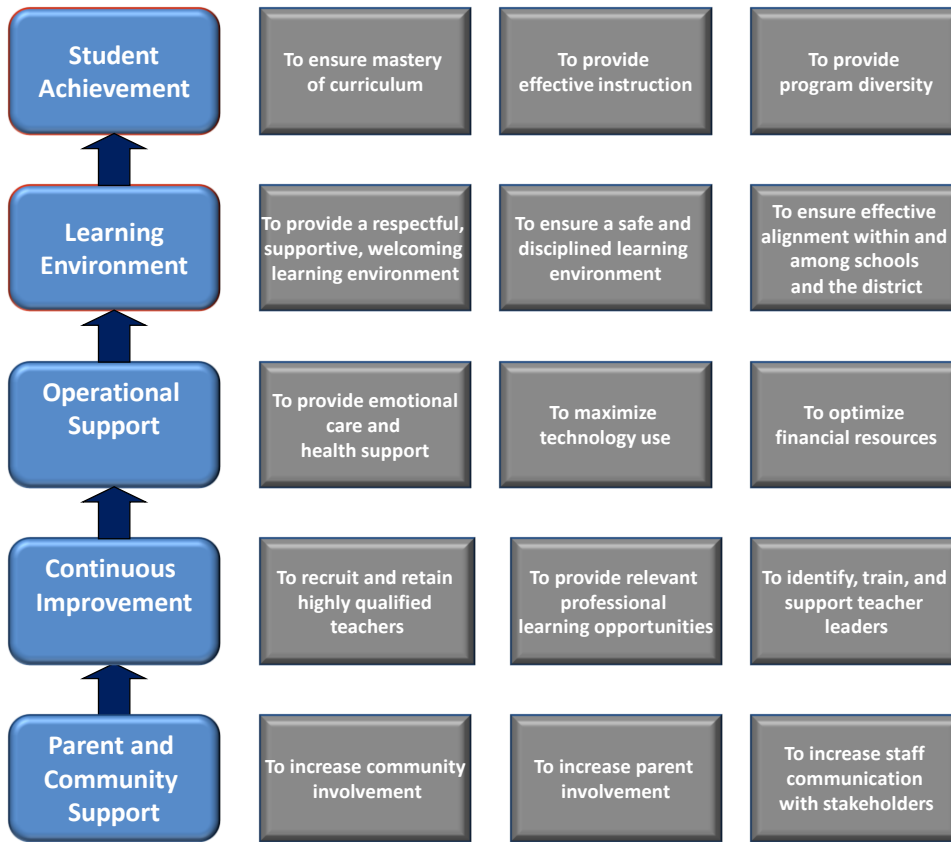 Student
Achievement
To ensure mastery
of curriculum
To provide
effective instruction
To provide
program diversity
Learning
Environment
To provide a respectful,
supportive, welcoming
learning environment
To ensure a safe and
disciplined learning
environment
To ensure effective
alignment within and
among schools
and the district
Operational
Support
To provide emotional
care and
health support
To maximize
technology use
To optimize
financial resources
Continuous
Improvement
To recruit and retain
highly qualified
teachers
To provide relevant
professional
learning opportunities
To identify, train, and
support teacher
leaders
Parent and
Community
Support
To increase community
involvement
To increase parent
involvement
To increase staff
communication
with stakeholders